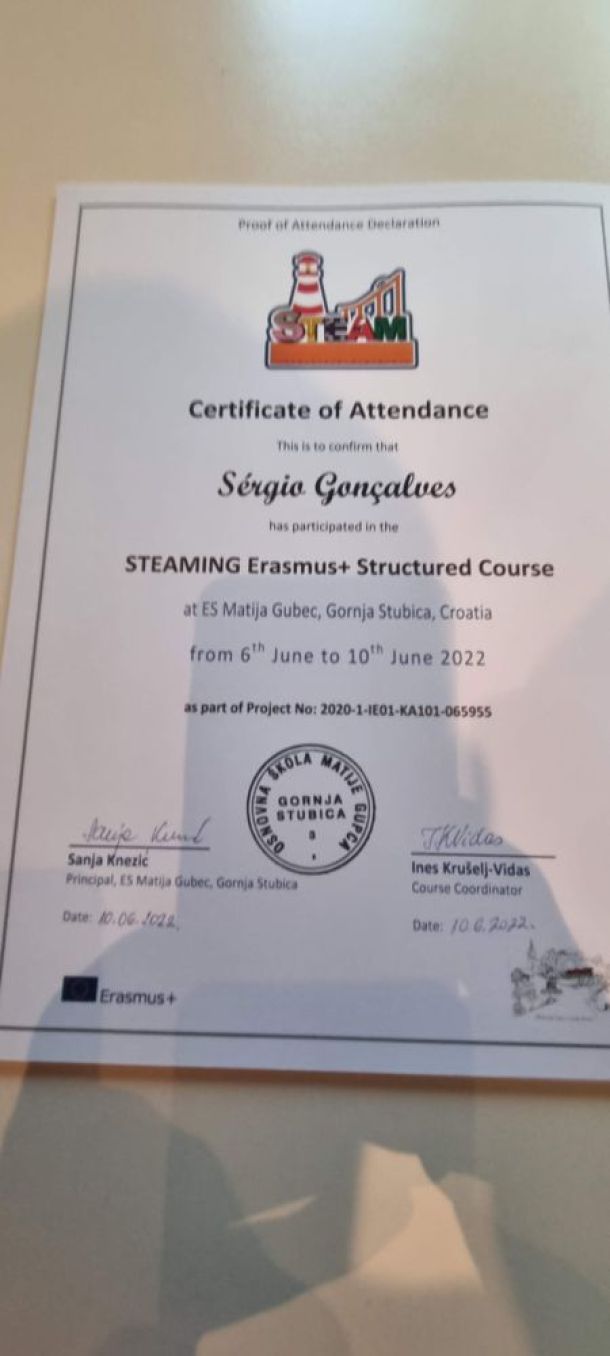 Proof of Attendance Declaration
STEAM
Certificate of Attendance
This is to confirm that
Sérgio Gonçalves
has participated in the
STEAMING Erasmus+ Structured Course
at ES Matija Gubec, Gornja Stubica, Croatia
from 6th June to 10th June 2022
as part of Project No: 2020-1-IE01-KA101-065955
OSNOVNA ŠKOLA MATIJE GUPCA
GORNJA
STUBICA
Sanja Knezić
Principal, ES Matija Gubec, Gornja Stubica
Date: 10.06.2022.
TKVidas
Ines Krušelj-Vidas
Course Coordinator
Date: 10.6.2022.
Erasmus+